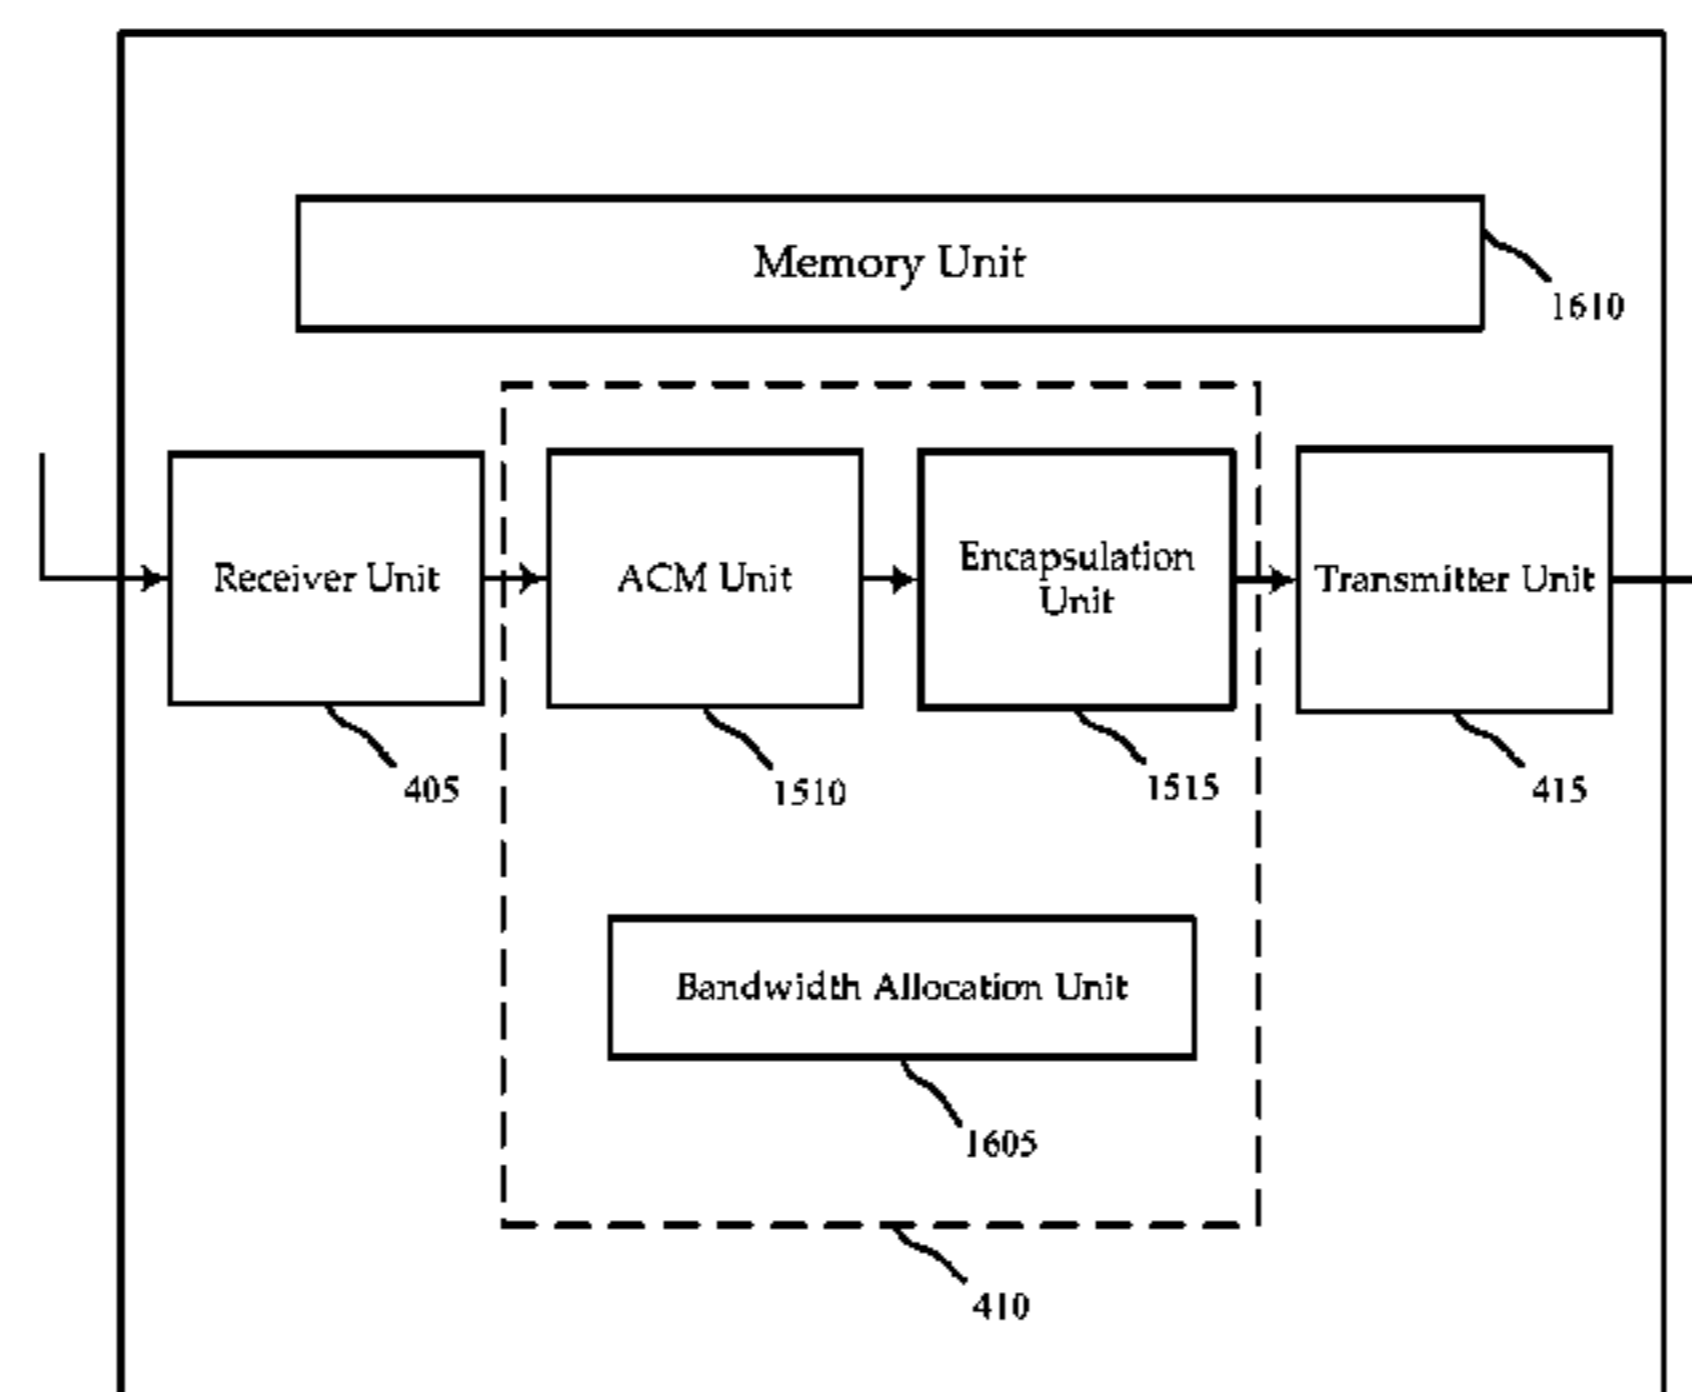 Memory Unit
1610
Receiver Unit
ACM Unit
Encapsulation
Unit
Transmitter Unit
405
1510
1515
415
Bandwidth Allocation Unit
1605
410